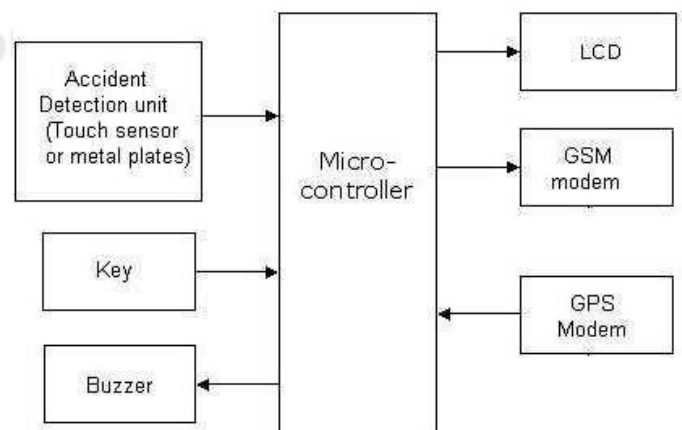 Accident
Detection unit
(Touch sensor
or metal plates)
Key
Buzzer
Micro-
controller
LCD
GSM
modem
GPS
Modem